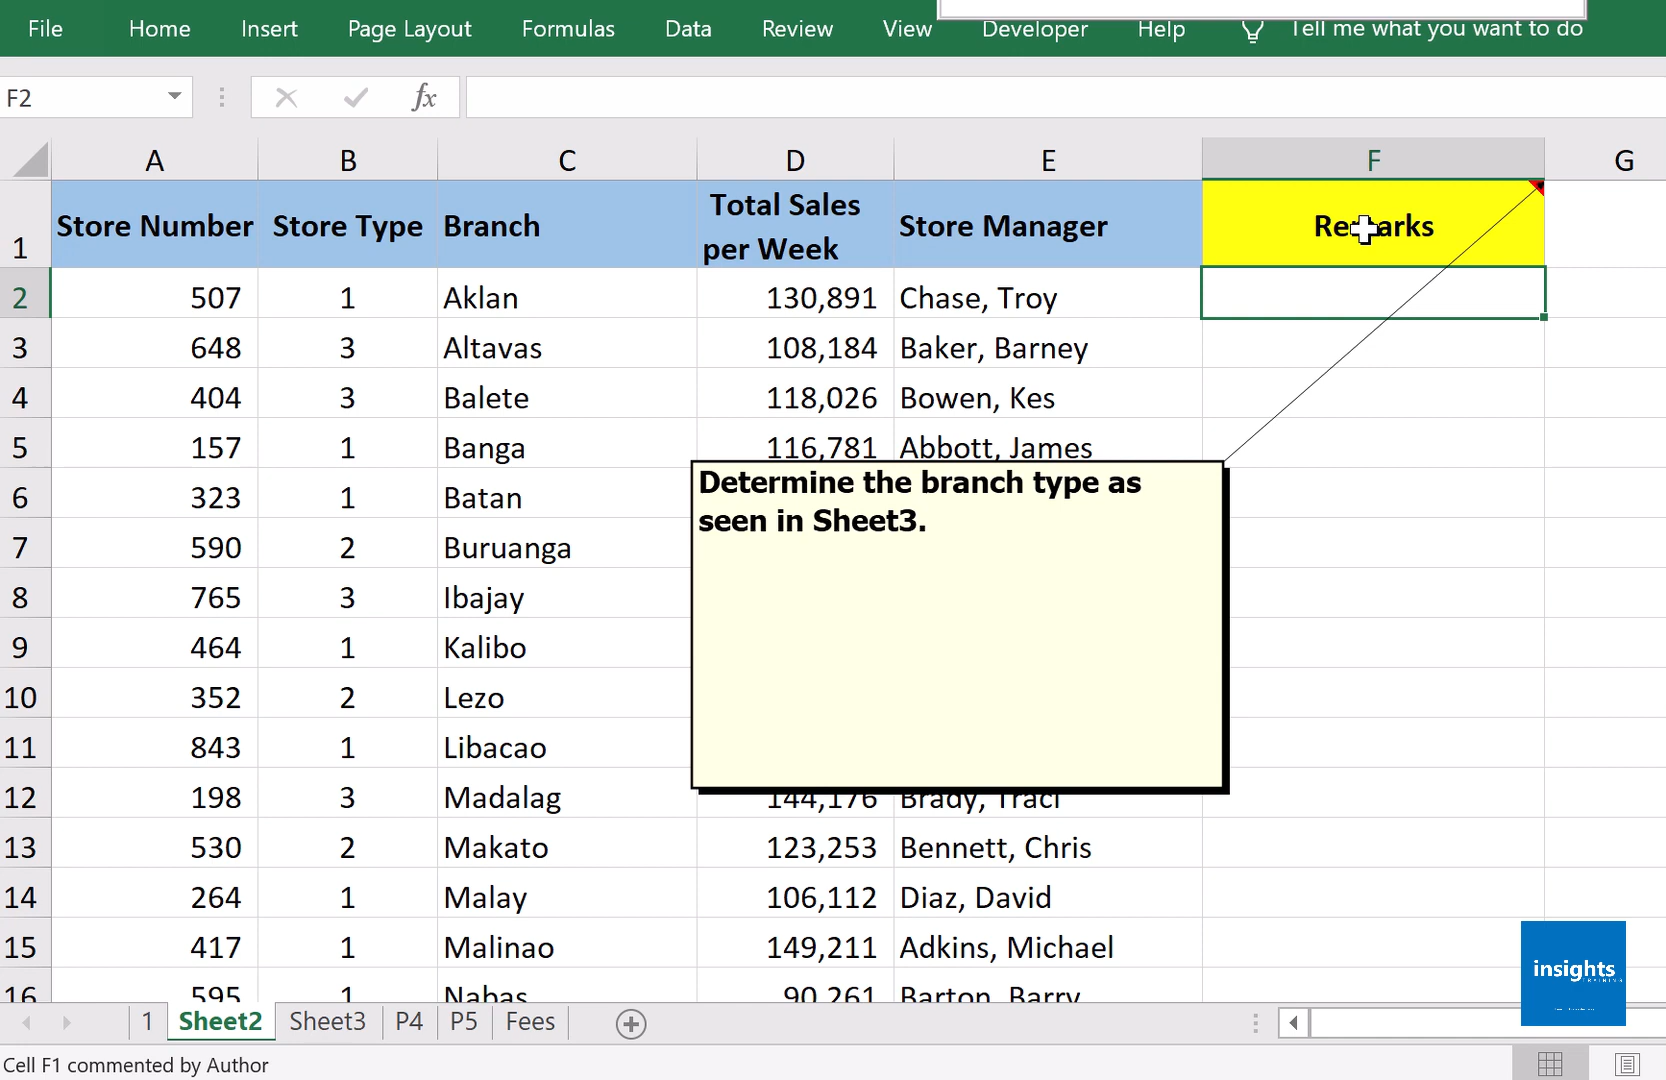 File Home Insert Page Layout Formulas Data Review View Developer Help Tell me what you want to do
F2 fx
A B C D E F G
1 Store Number Store Type Branch Total Sales per Week Store Manager Remarks
2 507 1 Aklan 130,891 Chase, Troy
3 648 3 Altavas 108,184 Baker, Barney
4 404 3 Balete 118,026 Bowen, Kes
5 157 1 Banga 116,781 Abbott, James
Determine the branch type as
seen in Sheet3.
6 323 1 Batan
7 590 2 Buruanga
8 765 3 Ibajay
9 464 1 Kalibo
10 352 2 Lezo
11 843 1 Libacao
12 198 3 Madalag 144,176 Brady, Traci
13 530 2 Makato 123,253 Bennett, Chris
14 264 1 Malay 106,112 Diaz, David
15 417 1 Malinao 149,211 Adkins, Michael
16 595 1 Nabas 90,261 Barton, Barry
insights
1 Sheet2 Sheet3 P4 P5 Fees
Cell F1 commented by Author